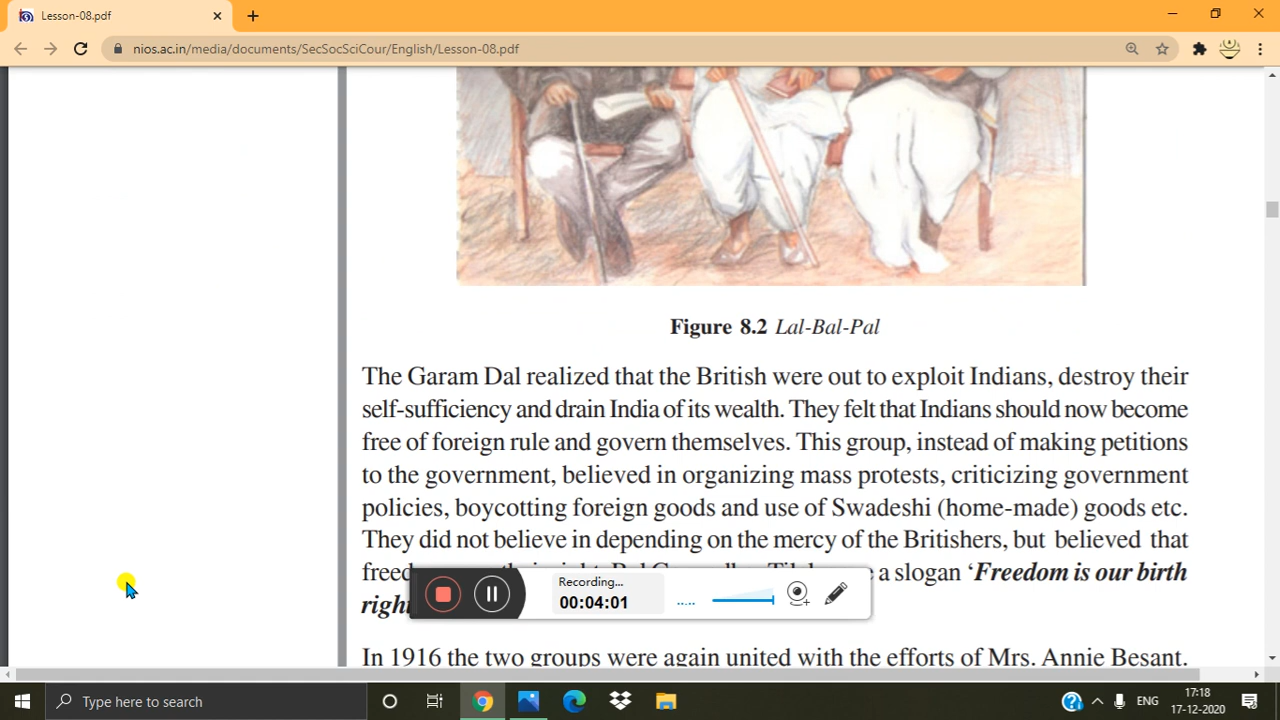 Lesson-08.pdf
nios.ac.in/media/documents/SecSocSciCour/English/Lesson-08.pdf
Figure 8.2 Lal-Bal-Pal
The Garam Dal realized that the British were out to exploit Indians, destroy their
self-sufficiency and drain India of its wealth. They felt that Indians should now become
free of foreign rule and govern themselves. This group, instead of making petitions
to the government, believed in organizing mass protests, criticizing government
policies, boycotting foreign goods and use of Swadeshi (home-made) goods etc.
They did not believe in depending on the mercy of the Britishers, but believed that
a slogan ‘Freedom is our birth
Recording...
00:04:01
In 1916 the two groups were again united with the efforts of Mrs. Annie Besant.
Type here to search
ENG
17:18
17-12-2020